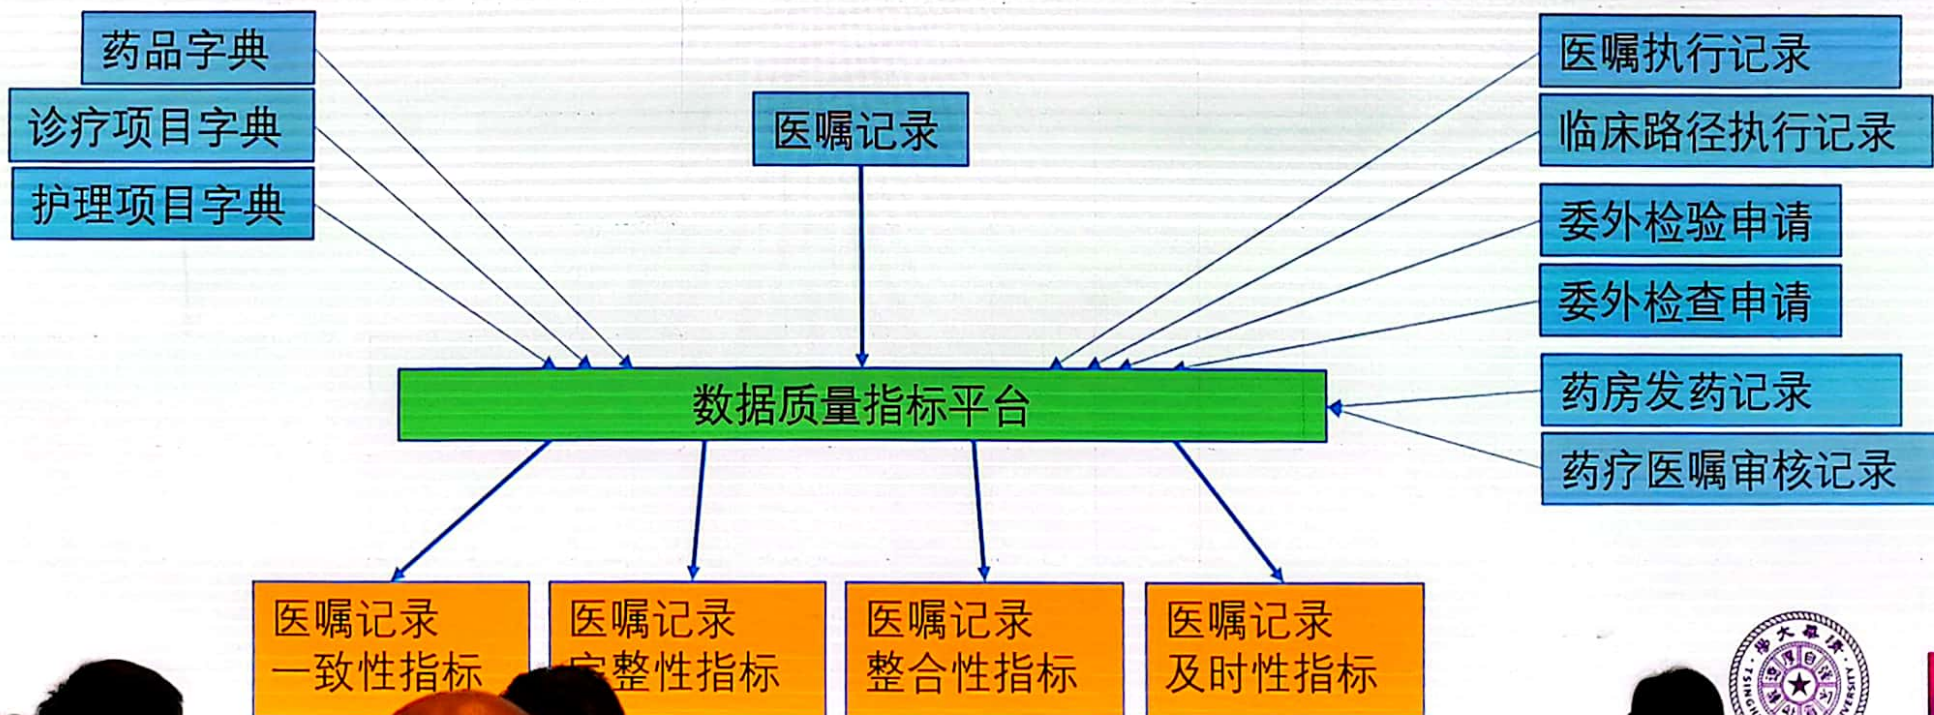 药品字典
诊疗项目字典
护理项目字典
医嘱记录
医嘱执行记录
临床路径执行记录
委外检验申请
委外检查申请
药房发药记录
药疗医嘱审核记录
数据质量指标平台
医嘱记录
一致性指标
医嘱记录
完整性指标
医嘱记录
整合性指标
医嘱记录
及时性指标